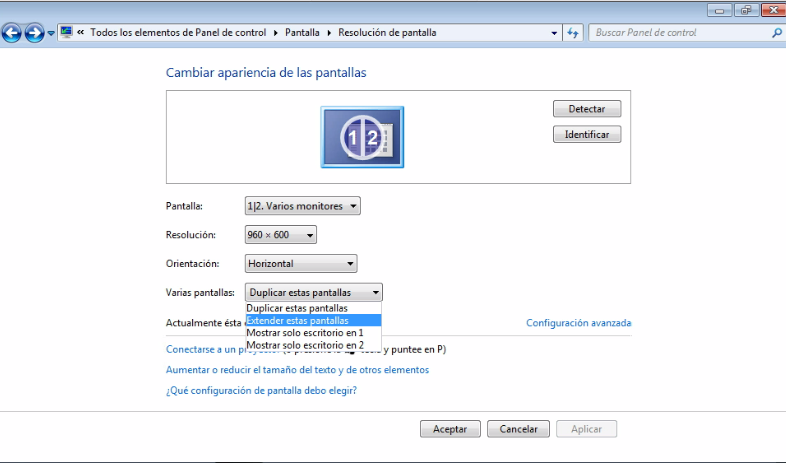 « Todos los elementos de Panel de control ▸ Pantalla ▸ Resolución de pantalla
Buscar Panel de control
Cambiar apariencia de las pantallas
1|2
Detectar
Identificar
Pantalla: 1|2. Varios monitores
Resolución: 960 × 600
Orientación: Horizontal
Varias pantallas: Duplicar estas pantallas
Duplicar estas pantallas
Extender estas pantallas
Mostrar solo escritorio en 1
Mostrar solo escritorio en 2
Actualmente ésta
Configuración avanzada
Conectarse a un y puntee en P)
Aumentar o reducir el tamaño del texto y de otros elementos
¿Qué configuración de pantalla debo elegir?
Aceptar Cancelar Aplicar